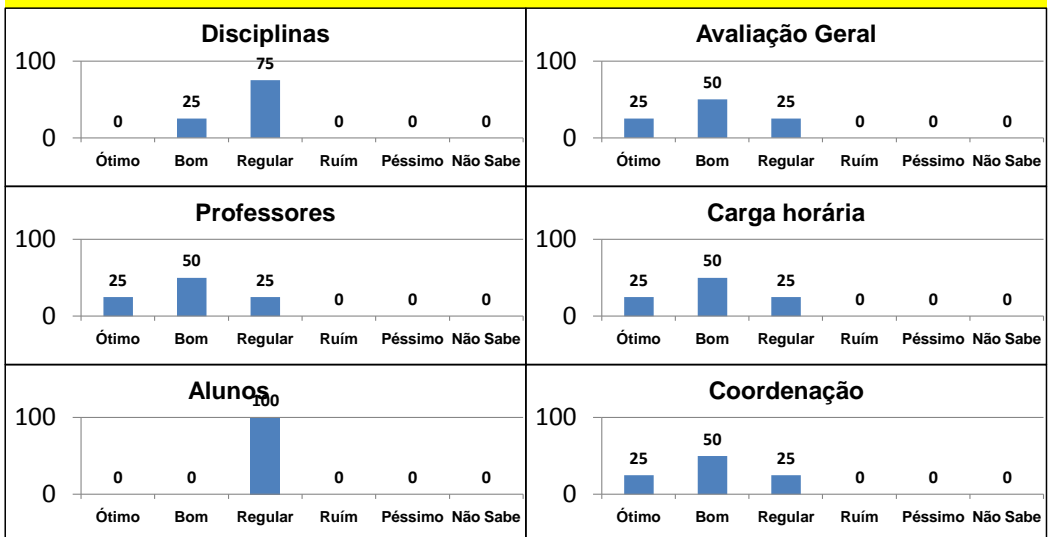 Disciplinas
100
75
25
0 0 0 0
0
Ótimo Bom Regular Ruím Péssimo Não Sabe
Avaliação Geral
100
50
25 25
0 0 0
0
Ótimo Bom Regular Ruím Péssimo Não Sabe
Professores
100
50
25 25
0 0 0
0
Ótimo Bom Regular Ruím Péssimo Não Sabe
Carga horária
100
50
25 25
0 0 0
0
Ótimo Bom Regular Ruím Péssimo Não Sabe
Alunos
100
100
0 0 0 0 0
0
Ótimo Bom Regular Ruím Péssimo Não Sabe
Coordenação
100
50
25 25
0 0 0
0
Ótimo Bom Regular Ruím Péssimo Não Sabe